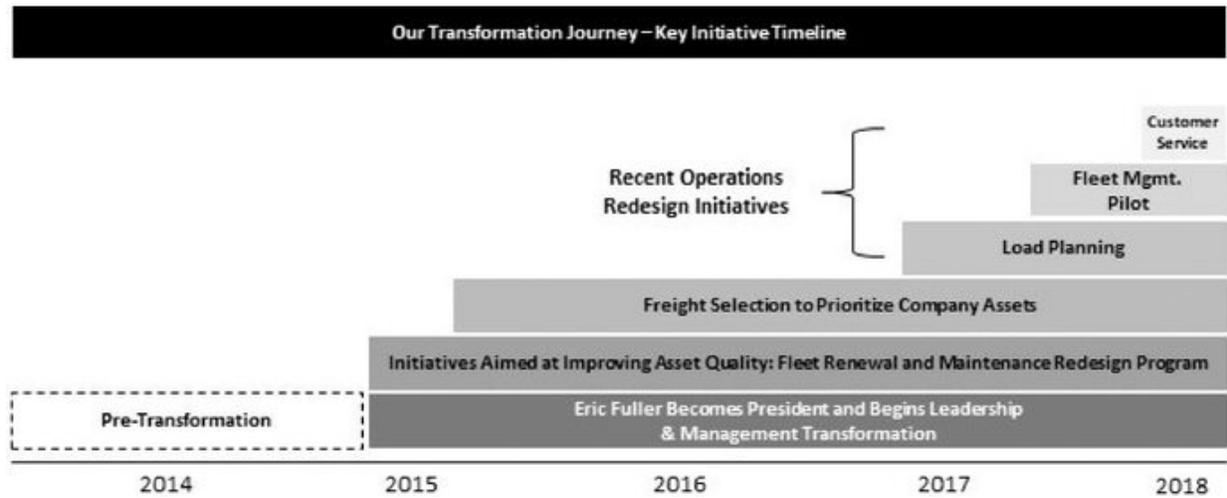 Our Transformation Journey – Key Initiative Timeline
Customer
Service
Recent Operations
Redesign Initiatives
Fleet Mgmt.
Pilot
Load Planning
Freight Selection to Prioritize Company Assets
Initiatives Aimed at Improving Asset Quality: Fleet Renewal and Maintenance Redesign Program
Pre-Transformation
Eric Fuller Becomes President and Begins Leadership
& Management Transformation
2014
2015
2016
2017
2018